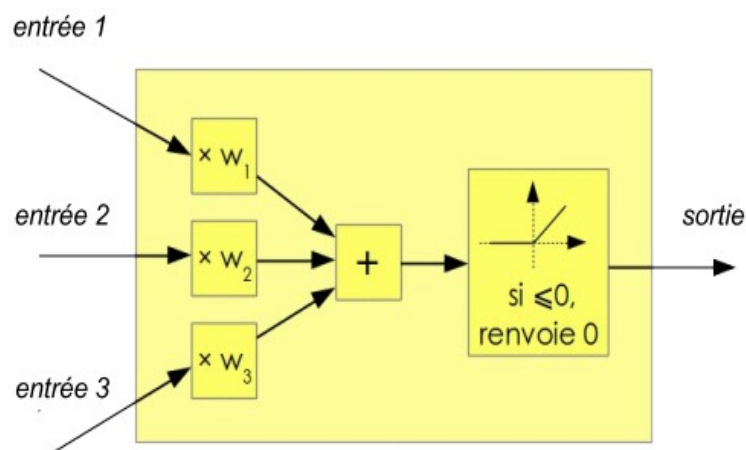 entrée 1
× w1
entrée 2
× w2
+
sortie
si ⩽0,
renvoie 0
× w3
entrée 3